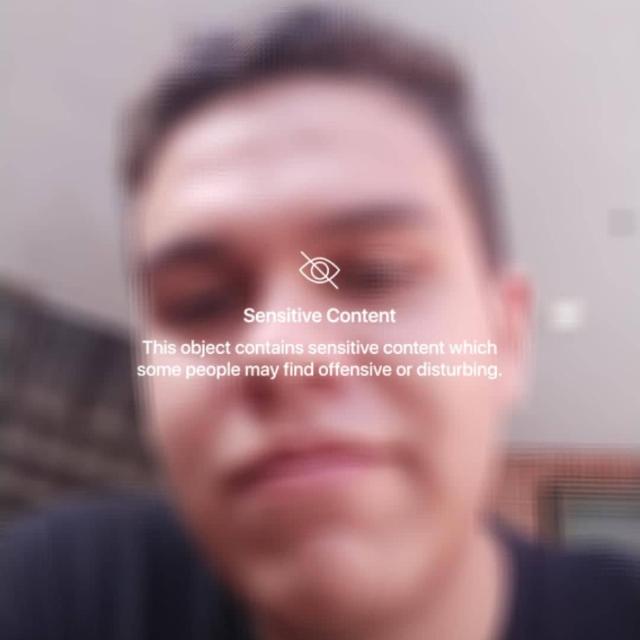 Sensitive Content
This object contains sensitive content which
some people may find offensive or disturbing.